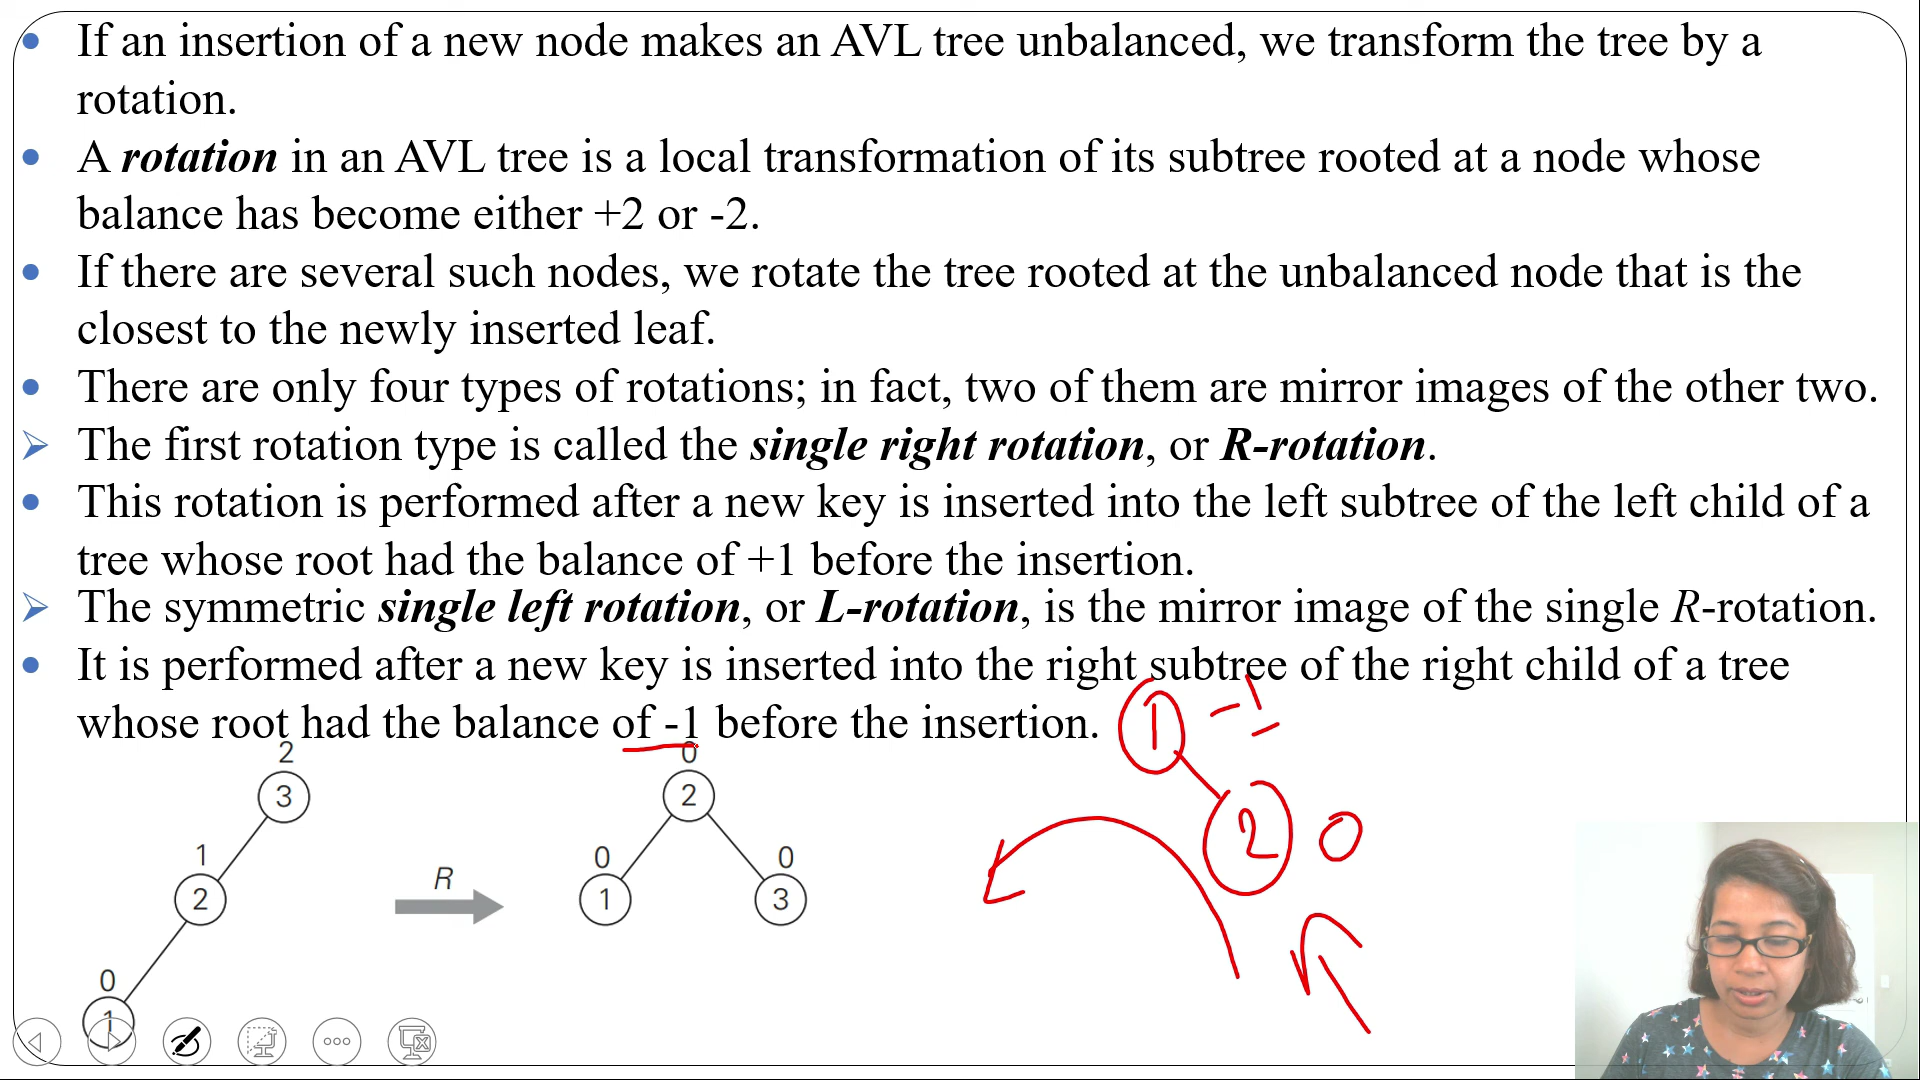 If an insertion of a new node makes an AVL tree unbalanced, we transform the tree by a
rotation.
A rotation in an AVL tree is a local transformation of its subtree rooted at a node whose
balance has become either +2 or -2.
If there are several such nodes, we rotate the tree rooted at the unbalanced node that is the
closest to the newly inserted leaf.
There are only four types of rotations; in fact, two of them are mirror images of the other two.
The first rotation type is called the single right rotation, or R-rotation.
This rotation is performed after a new key is inserted into the left subtree of the left child of a
tree whose root had the balance of +1 before the insertion.
The symmetric single left rotation, or L-rotation, is the mirror image of the single R-rotation.
It is performed after a new key is inserted into the right subtree of the right child of a tree
whose root had the balance of -1 before the insertion.
2
3
1
2
0
1
R
0
2
0
1
0
3
1 -1
2 0